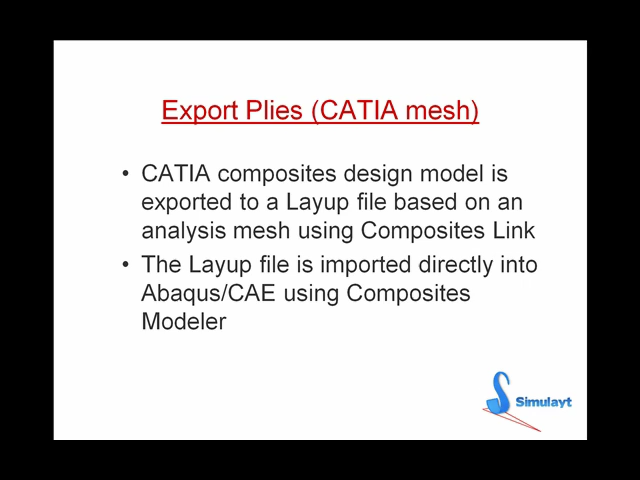 Export Plies (CATIA mesh)
• CATIA composites design model is
exported to a Layup file based on an
analysis mesh using Composites Link
• The Layup file is imported directly into
Abaqus/CAE using Composites
Modeler
Simulayt